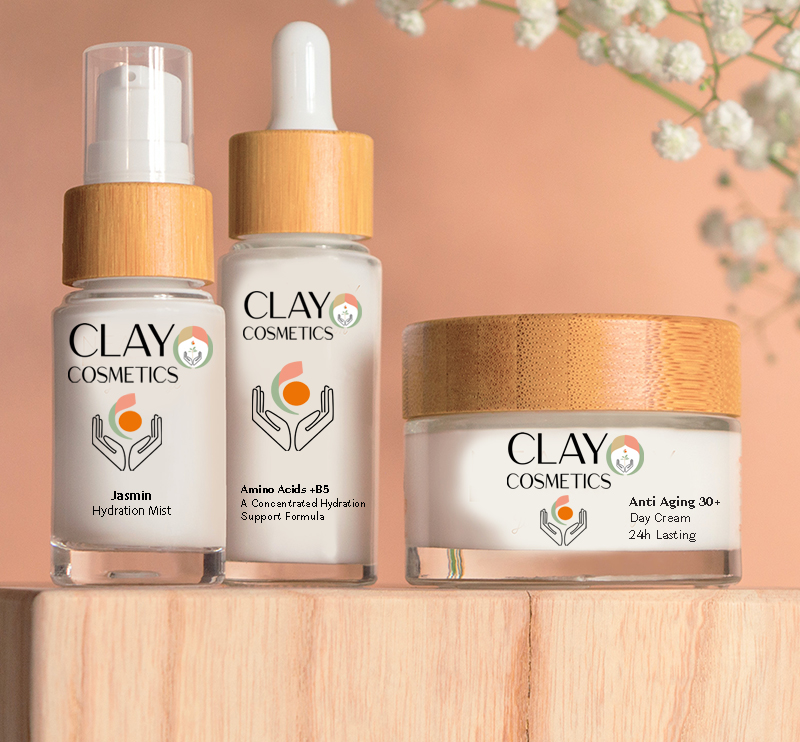 CLAY
COSMETICS
Jasmin
Hydration Mist
CLAY
COSMETICS
Amino Acids +B5
A Concentrated Hydration
Support Formula
CLAY
COSMETICS
Anti Aging 30+
Day Cream
24h Lasting